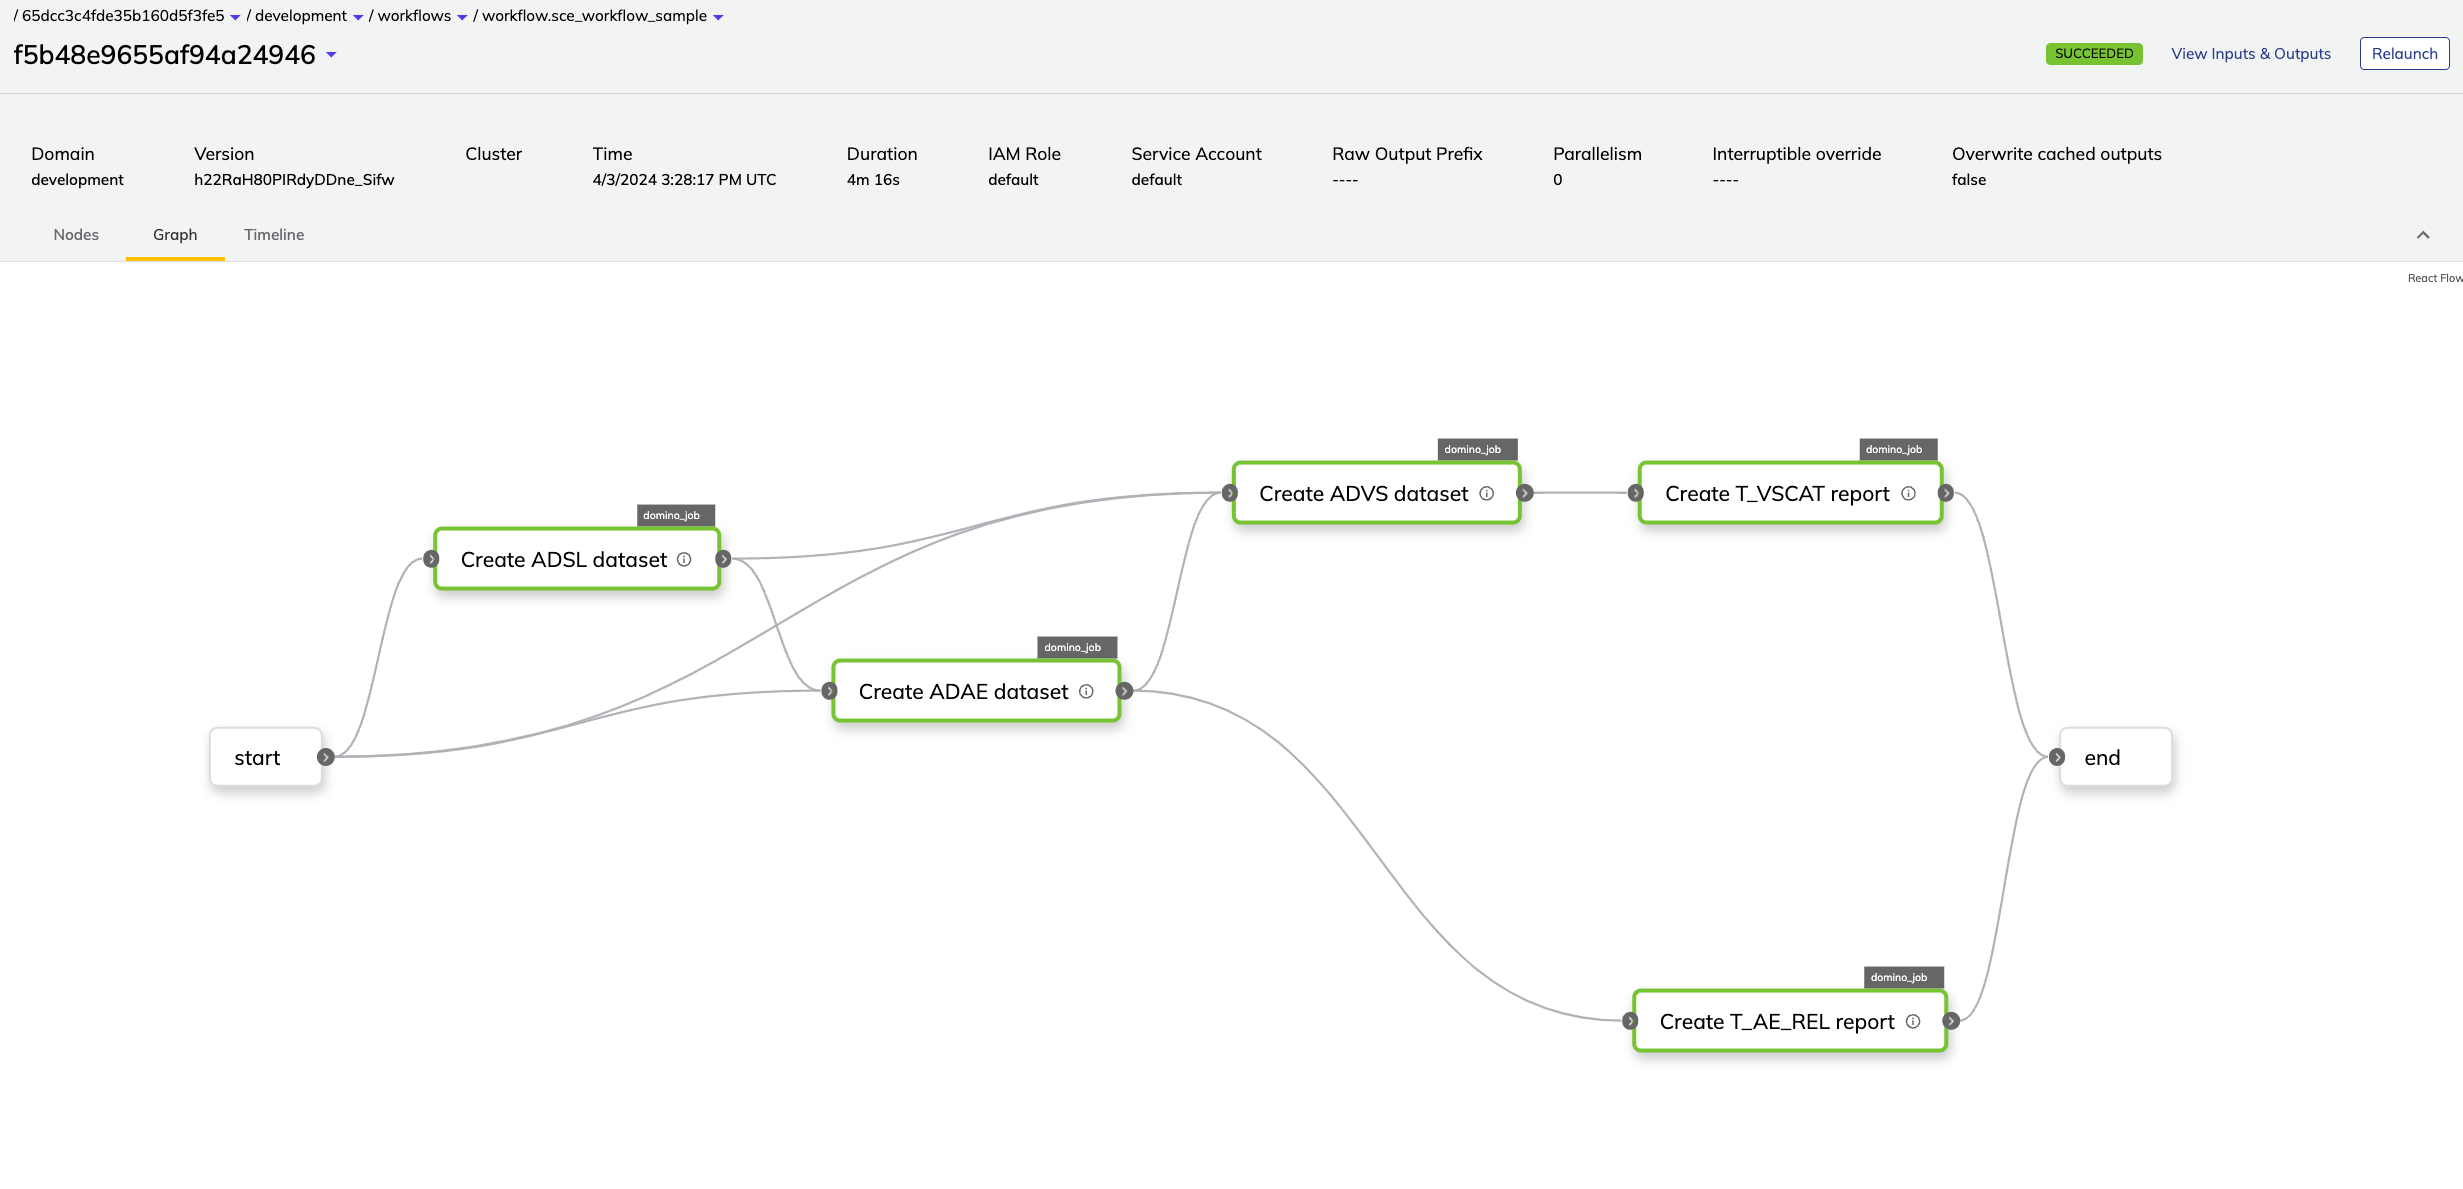 / 65dcc3c4fde35b160d5f3fe5 / development / workflows / workflow.sce_workflow_sample
f5b48e9655af94a24946
SUCCEEDED View Inputs & Outputs Relaunch
Domain Version Cluster Time Duration IAM Role Service Account Raw Output Prefix Parallelism Interruptible override Overwrite cached outputs
development h22RaH80PIRdyDDne_Sifw 4/3/2024 3:28:17 PM UTC 4m 16s default default ---- 0 ---- false
Nodes Graph Timeline
React Flow
domino_job domino_job
Create ADVS dataset Create T_VSCAT report
domino_job
Create ADSL dataset
domino_job
Create ADAE dataset
start end
domino_job
Create T_AE_REL report